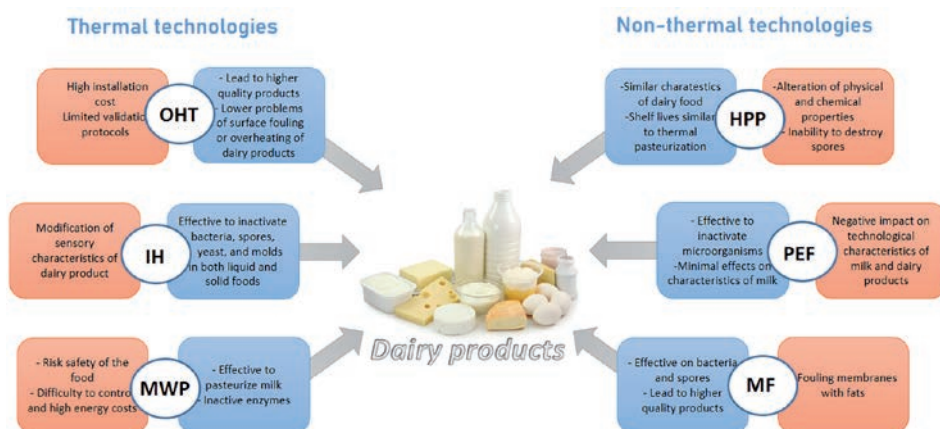 Thermal technologies
Non-thermal technologies
High installation
cost
Limited validation
protocols
OHT
- Lead to higher
quality products
- Lower problems
of surface fouling
or overheating of
dairy products
-Similar charatestics
of dairy food
-Shelf lives similar
to thermal
pasteurization
HPP
-Alteration of physical
and chemical
properties
- Inability to destroy
spores
Modification of
sensory
characteristics of
dairy product
IH
Effective to inactivate
bacteria, spores,
yeast, and molds
in both liquid and
solid foods
- Effective to
inactivate
microorganisms
-Minimal effects on
characteristics of milk
PEF
Negative impact on
technological
characteristics of
milk and dairy
products
- Risk safety of the
food
- Difficulty to control
and high energy costs
MWP
- Effective to
pasteurize milk
- Inactive enzymes
- Effective on bacteria
and spores
- Lead to higher
quality products
MF
Fouling membranes
with fats
Dairy products